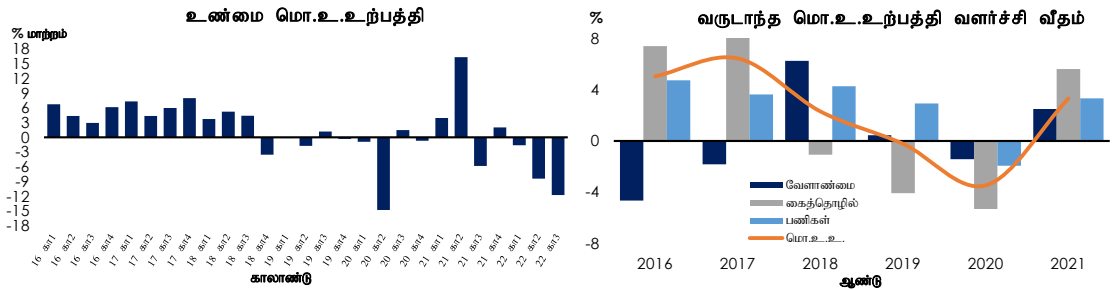 உண்மை மொ.உ.உற்பத்தி
% மாற்றம்
18
15
12
9
6
3
0
-3
-6
-9
-12
-15
-18
16 கா1
16 கா2
16 கா3
16 கா4
17 கா1
17 கா2
17 கா3
17 கா4
18 கா1
18 கா2
18 கா3
18 கா4
19 கா1
19 கா2
19 கா3
19 கா4
20 கா1
20 கா2
20 கா3
20 கா4
21 கா1
21 கா2
21 கா3
21 கா4
22 கா1
22 கா2
22 கா3
காலாண்டு
வருடாந்த மொ.உ.உற்பத்தி வளர்ச்சி வீதம்
%
8
4
0
-4
-8
வேளாண்மை
கைத்தொழில்
பணிகள்
மொ.உ.உ.
2016 2017 2018 2019 2020 2021
ஆண்டு